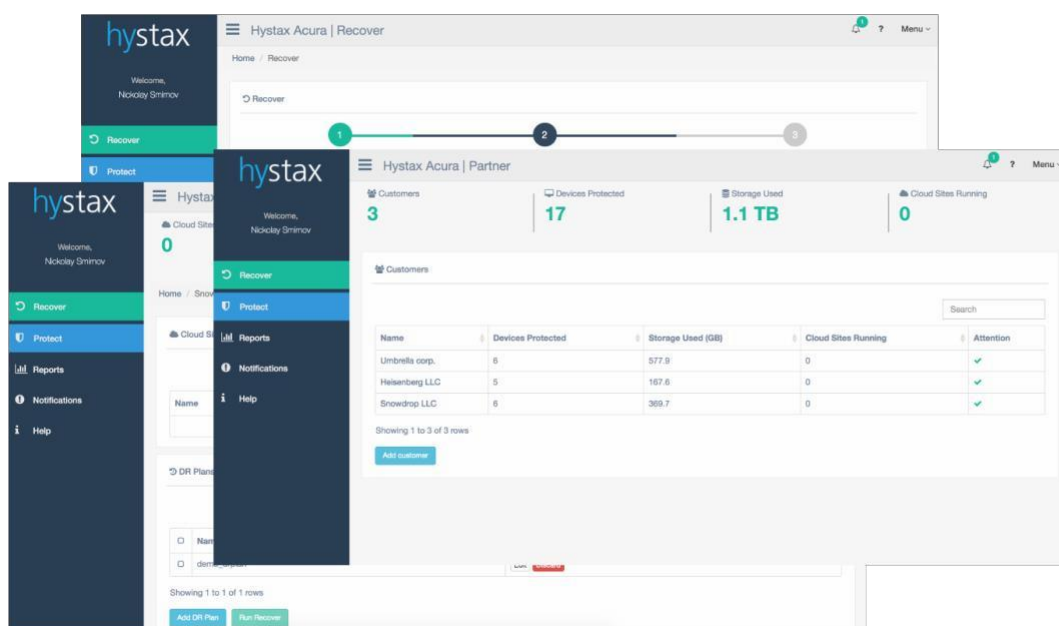 hystax
Hystax Acura | Recover
1
?
Menu
Home / Recover
Welcome,
Nickolay Smirnov
Recover
1
2
3
Recover
Protect
hystax
Hystax Acura | Partner
1
?
Menu
Customers
3
Devices Protected
17
Storage Used
1.1 TB
Cloud Sites Running
0
Welcome,
Nickolay Smirnov
Recover
Protect
Reports
Notifications
Help
Customers
Search
Name Devices Protected Storage Used (GB) Cloud Sites Running Attention
Umbrella corp. 6 577.9 0
Heisenberg LLC 5 167.6 0
Snowdrop LLC 6 369.7 0
Showing 1 to 3 of 3 rows
Add customer
hystax
Cloud Site
0
Welcome,
Nickolay Smirnov
Home / Snow
Recover
Protect
Reports
Notifications
Help
Name
DR Plans
Showing 1 to 1 of 1 rows
Add DR Plan
Run Recover